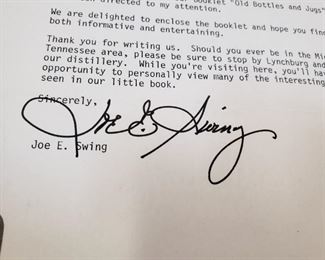 booklet "Old Bottles and Jugs"
directed to my attention.
We are delighted to enclose the booklet and hope you find
both informative and entertaining.
Thank you for writing us. Should you ever be in the Mi
Tennessee area, please be sure to stop by Lynchburg and
our distillery. While you're visiting here, you'll hav
opportunity to personally view many of the interesting
seen in our little book.
Sincerely,
Joe E. Swing
Joe E. Swing